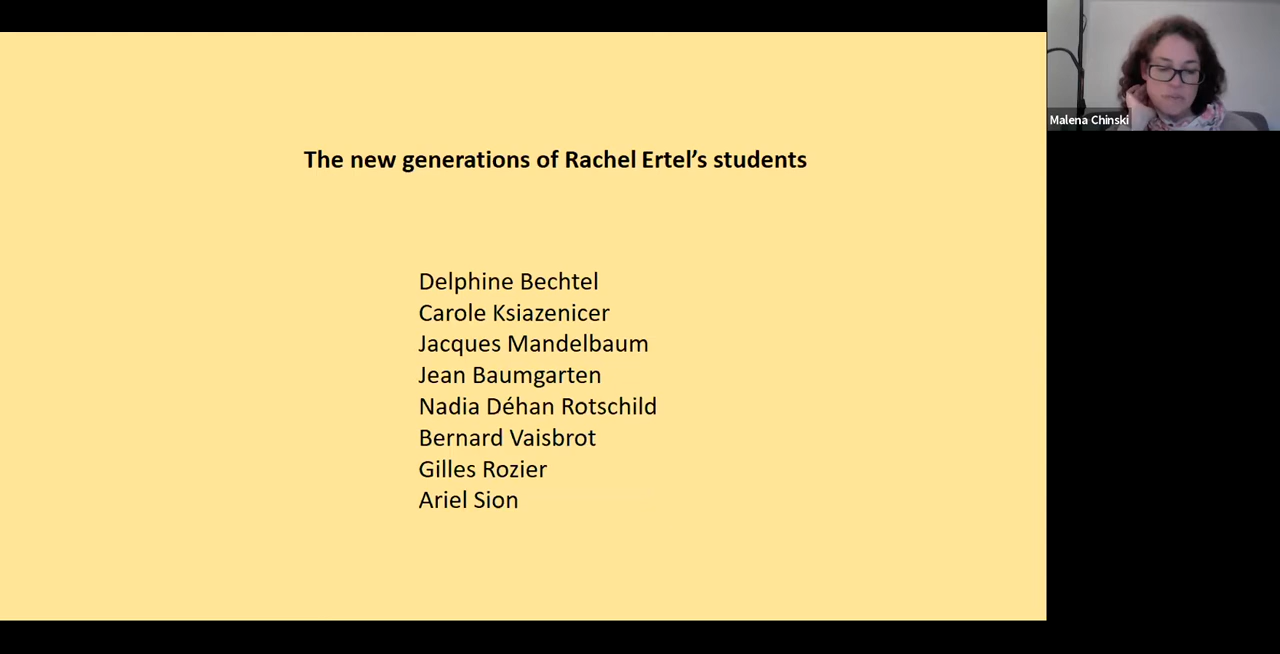 The new generations of Rachel Ertel’s students
Delphine Bechtel
Carole Ksiazenicer
Jacques Mandelbaum
Jean Baumgarten
Nadia Déhan Rotschild
Bernard Vaisbrot
Gilles Rozier
Ariel Sion
Malena Chinski